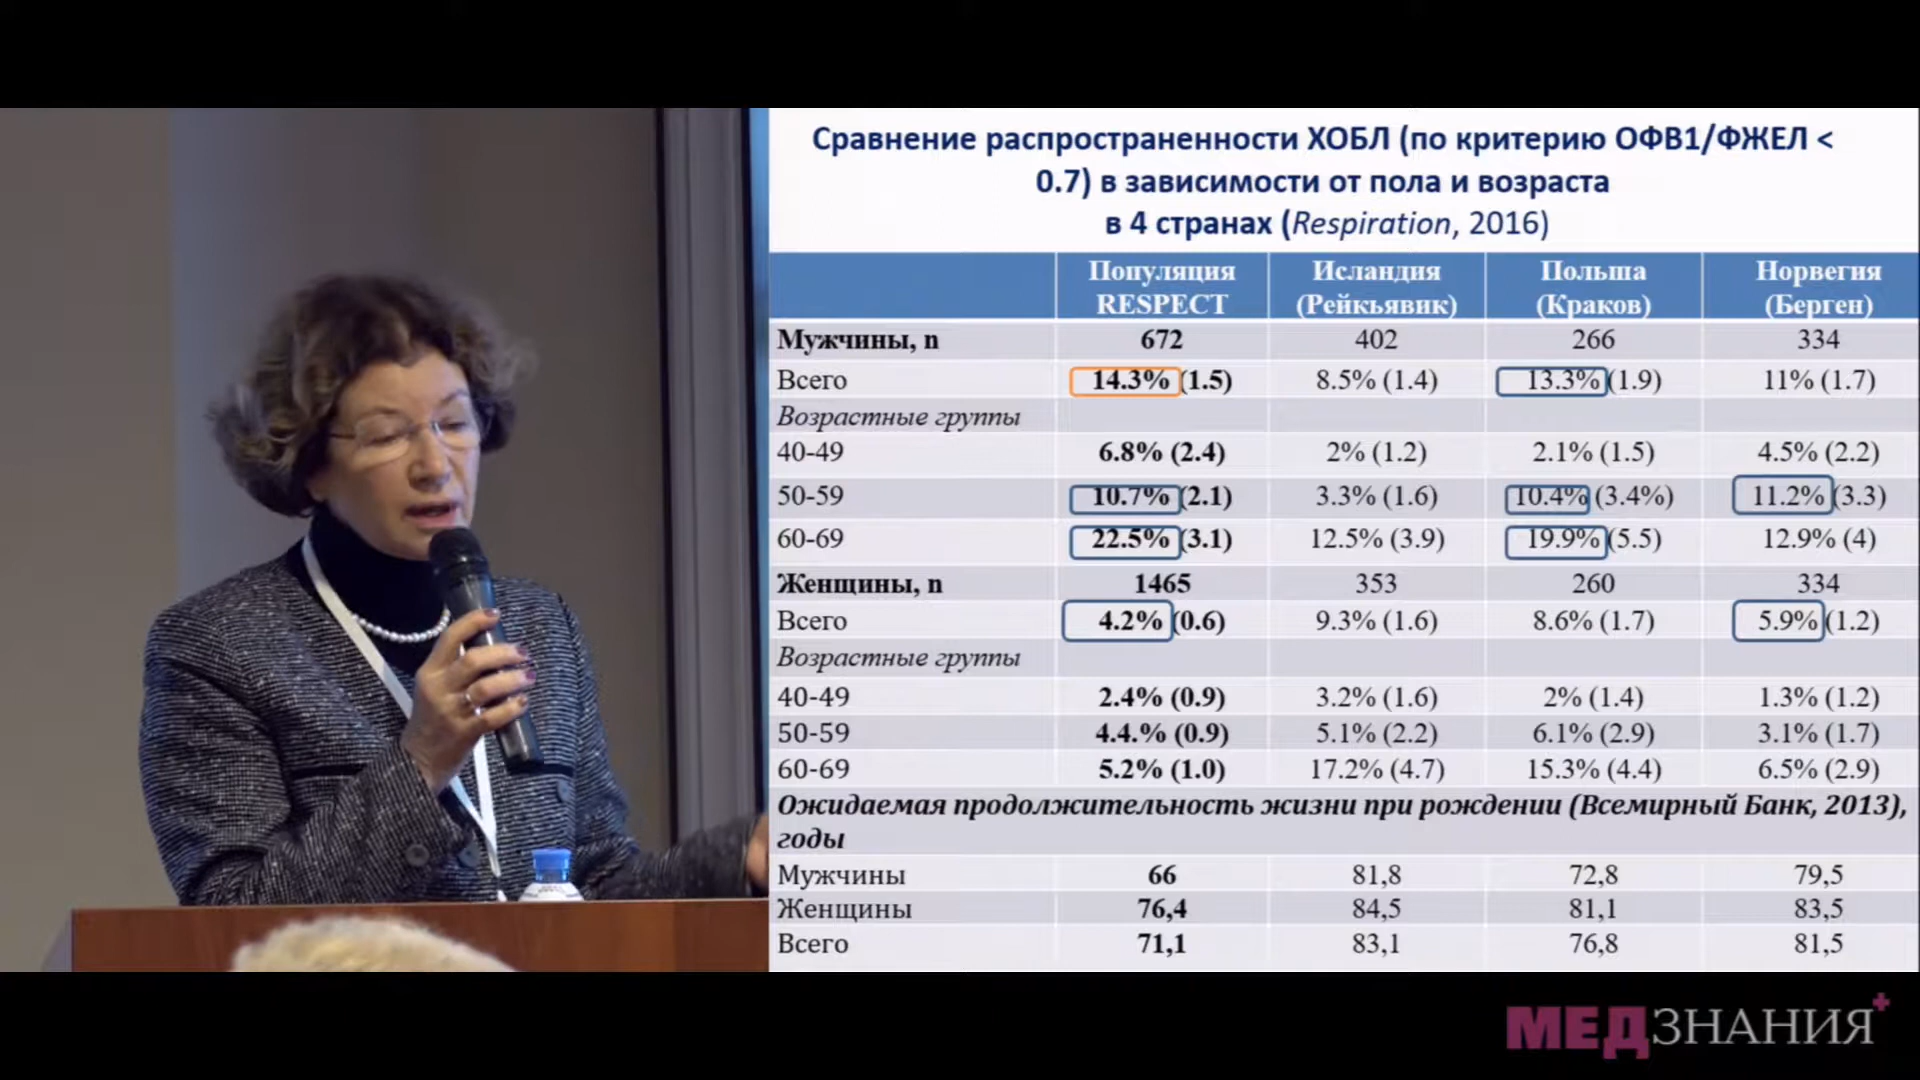 Сравнение распространенности ХОБЛ (по критерию ОФВ1/ФЖЕЛ <
0.7) в зависимости от пола и возраста
в 4 странах (Respiration, 2016)
Популяция RESPECT Исландия (Рейкьявик) Польша (Краков) Норвегия (Берген)
Мужчины, n 672 402 266 334
Всего 14.3% (1.5) 8.5% (1.4) 13.3% (1.9) 11% (1.7)
Возрастные группы
40-49 6.8% (2.4) 2% (1.2) 2.1% (1.5) 4.5% (2.2)
50-59 10.7% (2.1) 3.3% (1.6) 10.4% (3.4%) 11.2% (3.3)
60-69 22.5% (3.1) 12.5% (3.9) 19.9% (5.5) 12.9% (4)
Женщины, n 1465 353 260 334
Всего 4.2% (0.6) 9.3% (1.6) 8.6% (1.7) 5.9% (1.2)
Возрастные группы
40-49 2.4% (0.9) 3.2% (1.6) 2% (1.4) 1.3% (1.2)
50-59 4.4.% (0.9) 5.1% (2.2) 6.1% (2.9) 3.1% (1.7)
60-69 5.2% (1.0) 17.2% (4.7) 15.3% (4.4) 6.5% (2.9)
Ожидаемая продолжительность жизни при рождении (Всемирный Банк, 2013),
годы
Мужчины 66 81,8 72,8 79,5
Женщины 76,4 84,5 81,1 83,5
Всего 71,1 83,1 76,8 81,5
МЕДЗНАНИЯ+